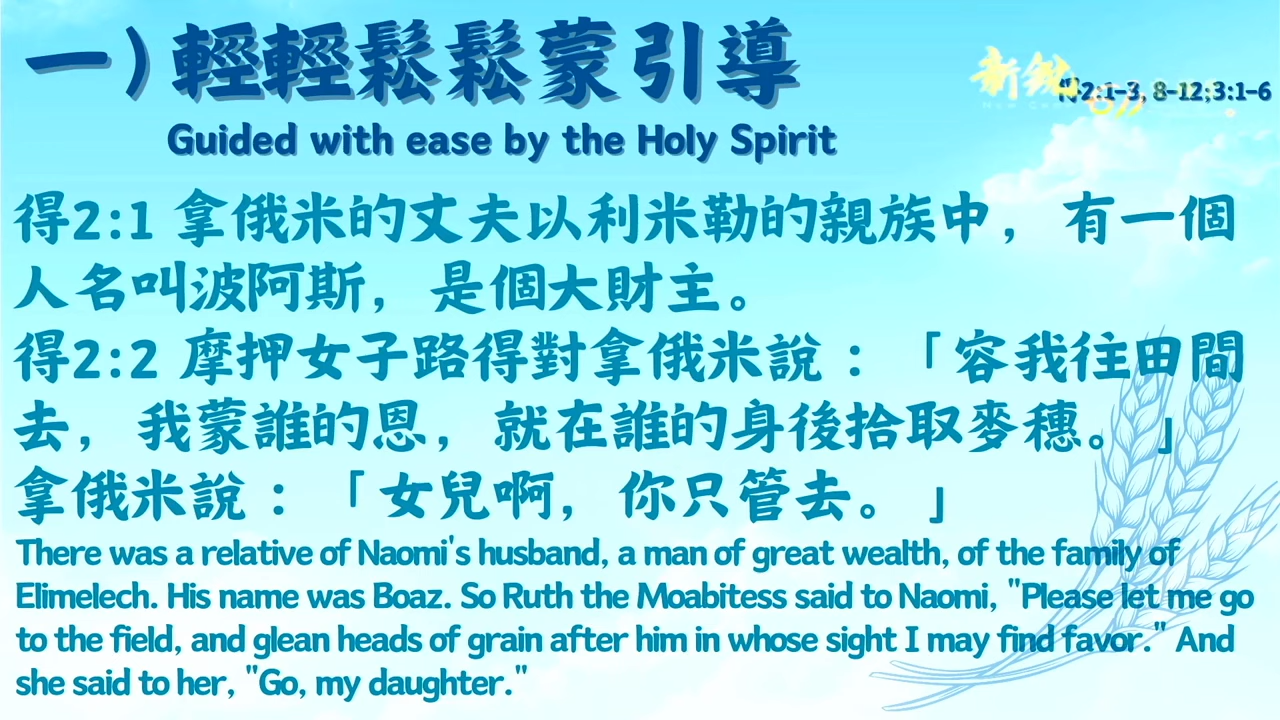 一）輕輕鬆鬆蒙引導
新銳
2:1-3, 8-12;3:1-6
Guided with ease by the Holy Spirit
得2:1 拿俄米的丈夫以利米勒的親族中，有一個
人名叫波阿斯，是個大財主。
得2:2 摩押女子路得對拿俄米說：「容我往田間
去，我蒙誰的恩，就在誰的身後拾取麥穗。」
拿俄米說：「女兒啊，你只管去。」
There was a relative of Naomi's husband, a man of great wealth, of the family of
Elimelech. His name was Boaz. So Ruth the Moabitess said to Naomi, "Please let me go
to the field, and glean heads of grain after him in whose sight I may find favor." And
she said to her, "Go, my daughter."